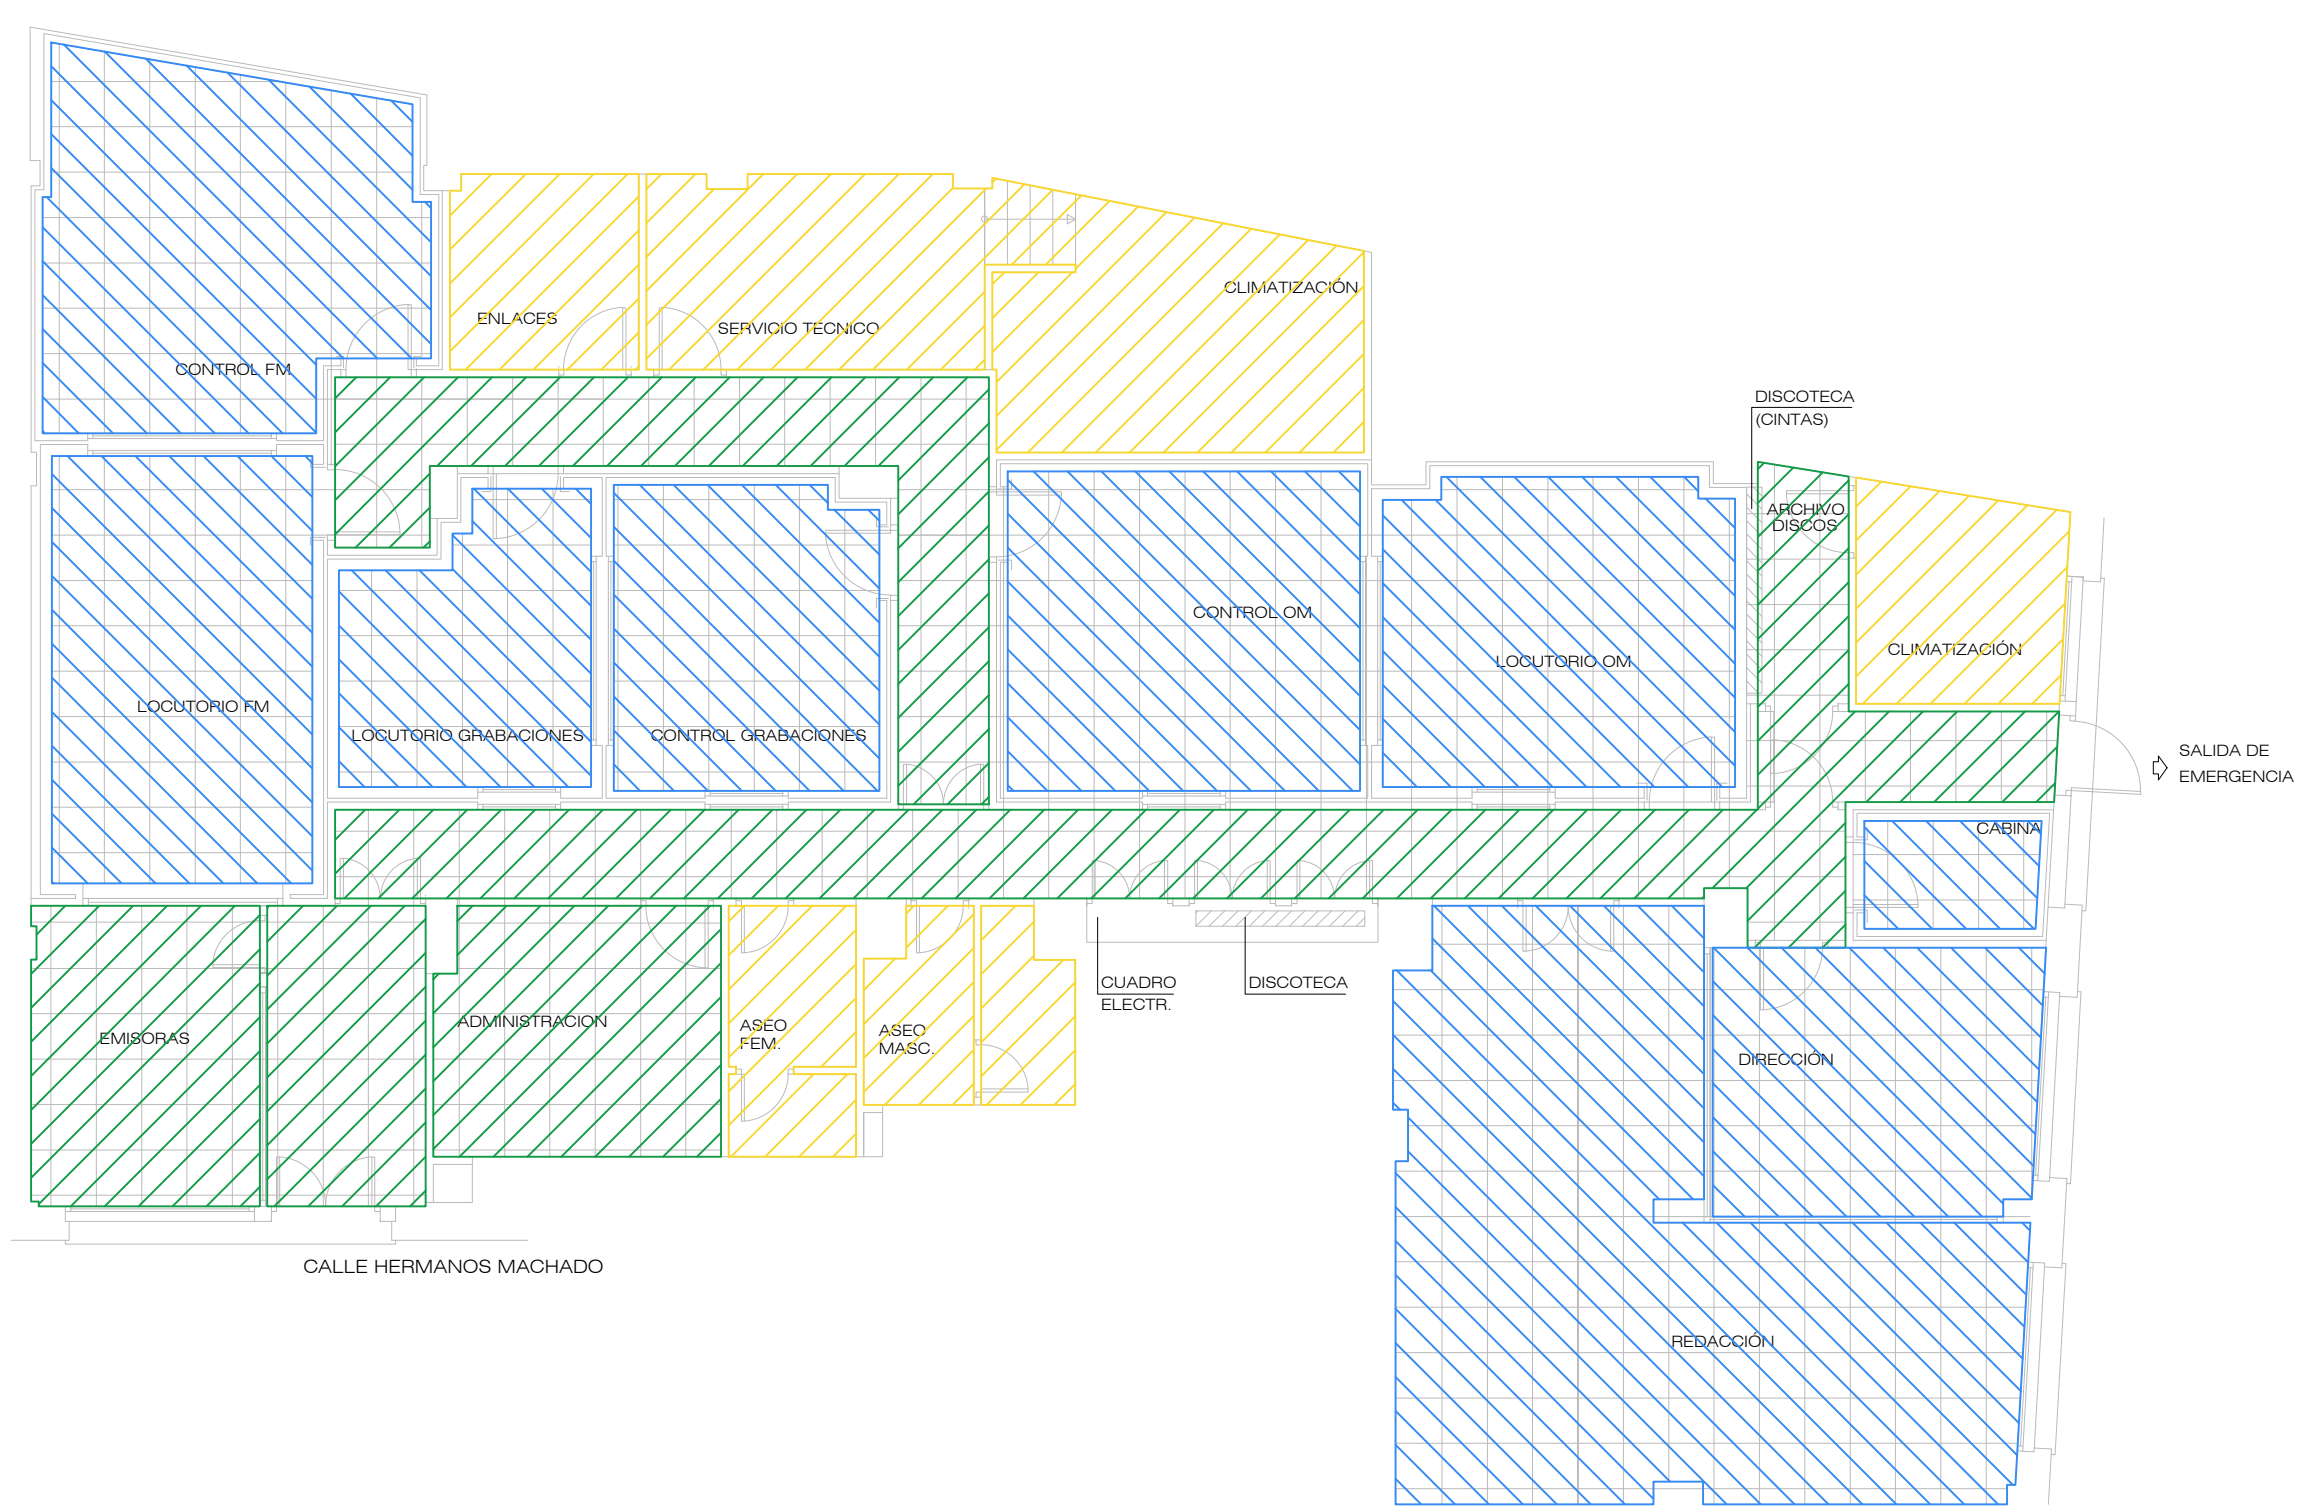 CLIMATIZACIÓN
ENLACES
SERVICIO TECNICO
CONTROL FM
DISCOTECA
(CINTAS)
ARCHIVO
DISCOS
CONTROL OM
CLIMATIZACIÓN
LOCUTORIO OM
LOCUTORIO FM
LOCUTORIO GRABACIONES
CONTROL GRABACIONES
SALIDA DE
EMERGENCIA
CABINA
CUADRO
ELECTR.
DISCOTECA
ADMINISTRACION
ASEO
FEM.
ASEO
MASC.
EMISORAS
DIRECCIÓN
CALLE HERMANOS MACHADO
REDACCIÓN